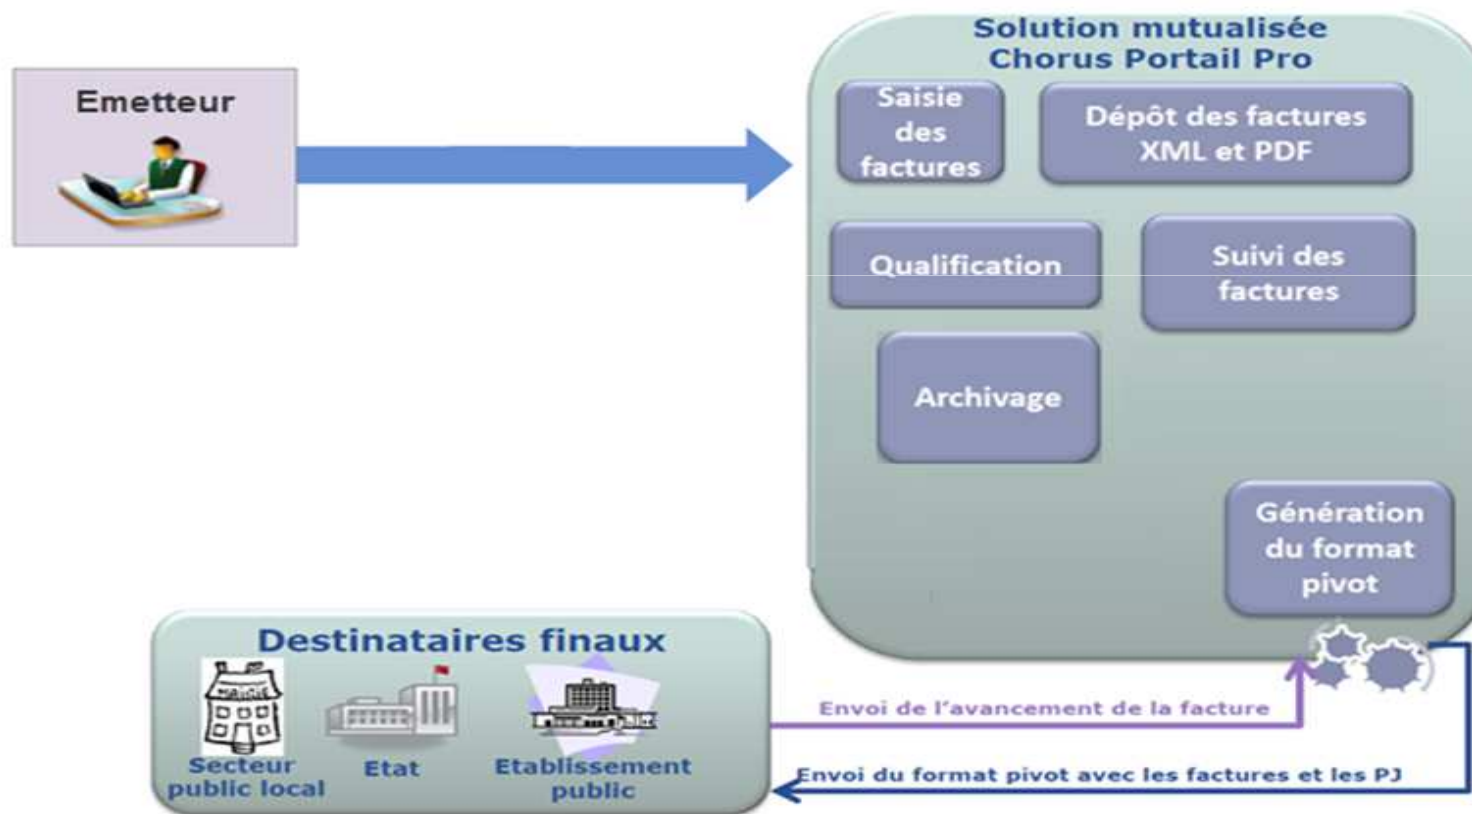 Solution mutualisée
Chorus Portail Pro
Emetteur
Saisie
des
factures
Dépôt des factures
XML et PDF
Qualification
Suivi des
factures
Archivage
Génération
du format
pivot
Destinataires finaux
MAIRIE
Secteur
public local
Etat
Etablissement
public
Envoi de l'avancement de la facture
Envoi du format pivot avec les factures et les PJ